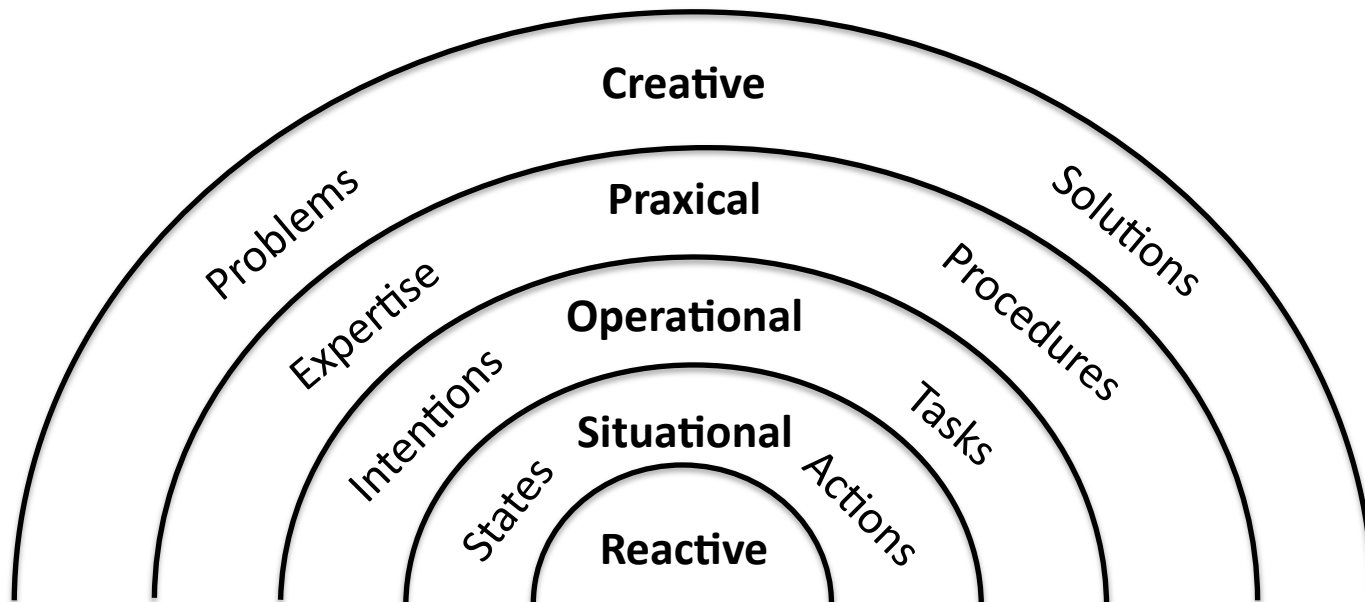 Creative
Problems
Solutions
Praxical
Expertise
Procedures
Operational
Intentions
Tasks
Situational
States
Actions
Reactive